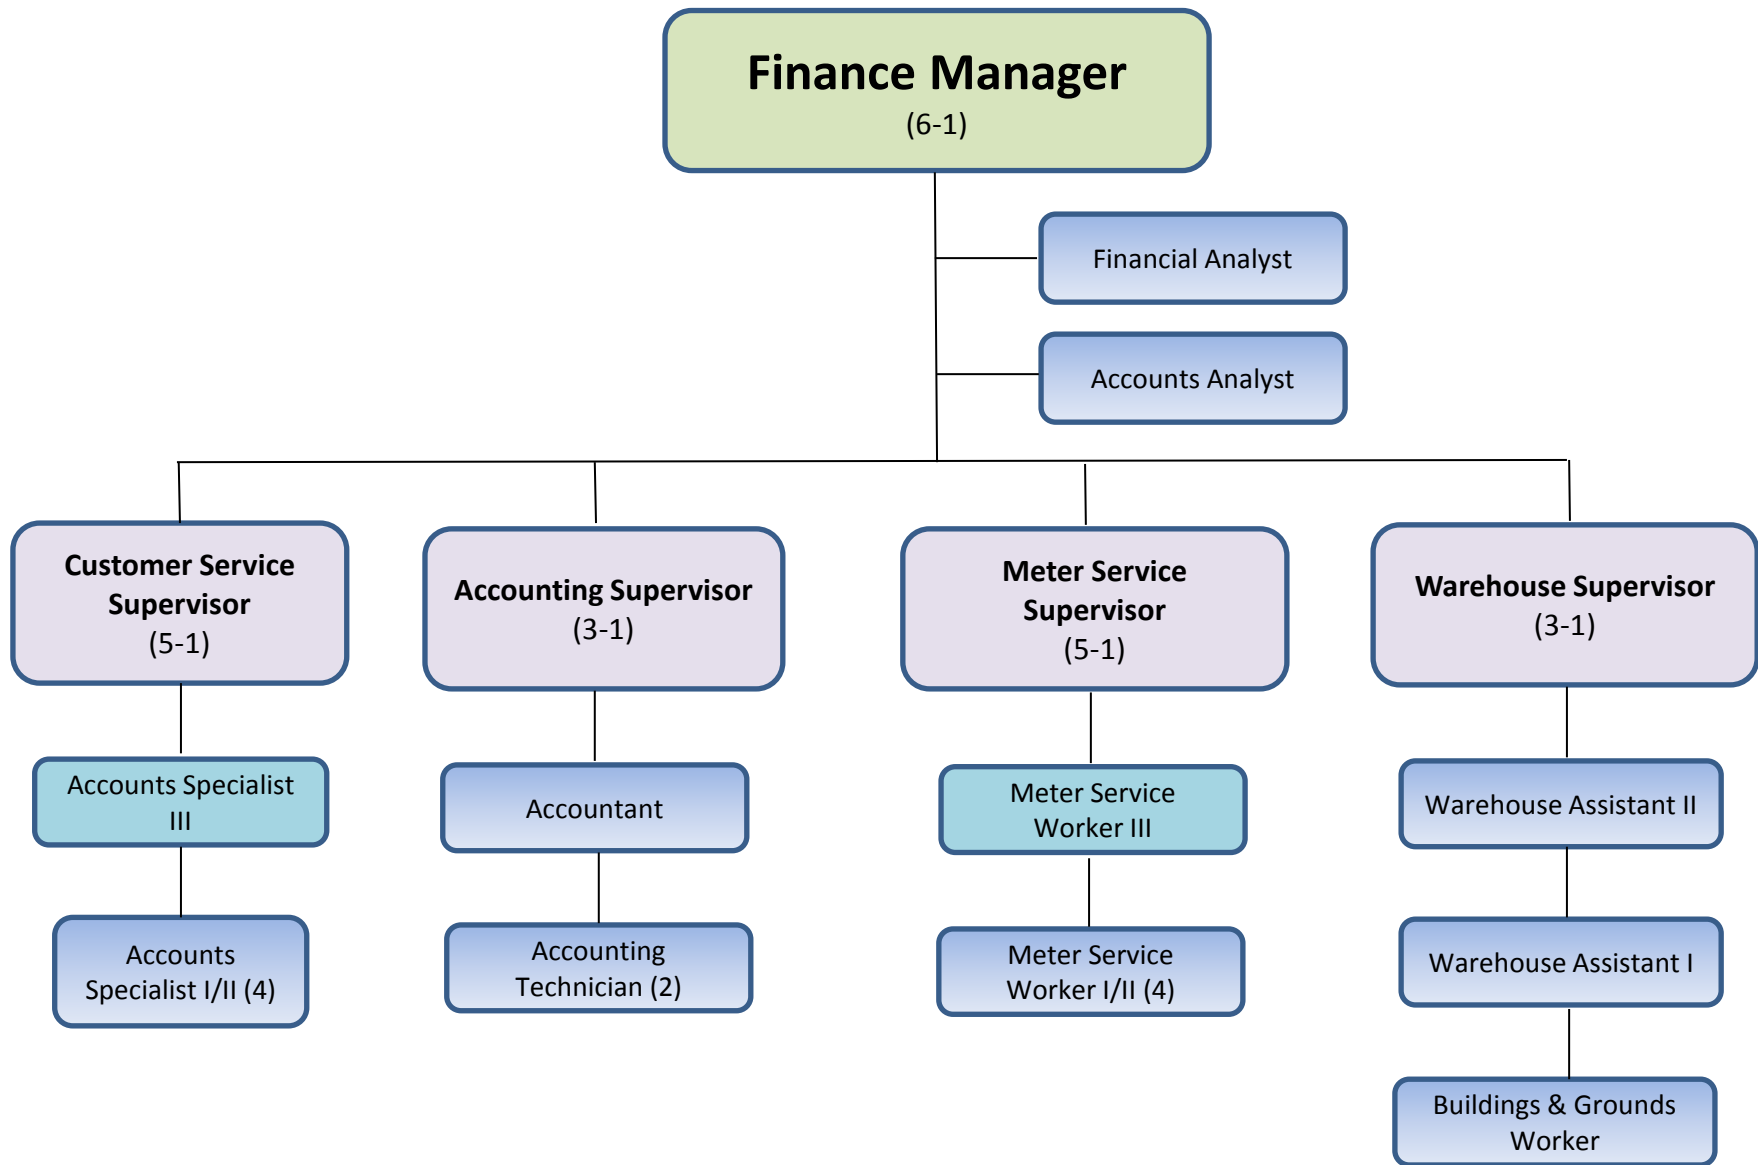 Finance Manager
(6-1)
Financial Analyst
Accounts Analyst
Customer Service
Supervisor
(5-1)
Accounting Supervisor
(3-1)
Meter Service
Supervisor
(5-1)
Warehouse Supervisor
(3-1)
Accounts Specialist
III
Accountant
Meter Service
Worker III
Warehouse Assistant II
Accounts
Specialist I/II (4)
Accounting
Technician (2)
Meter Service
Worker I/II (4)
Warehouse Assistant I
Buildings & Grounds
Worker